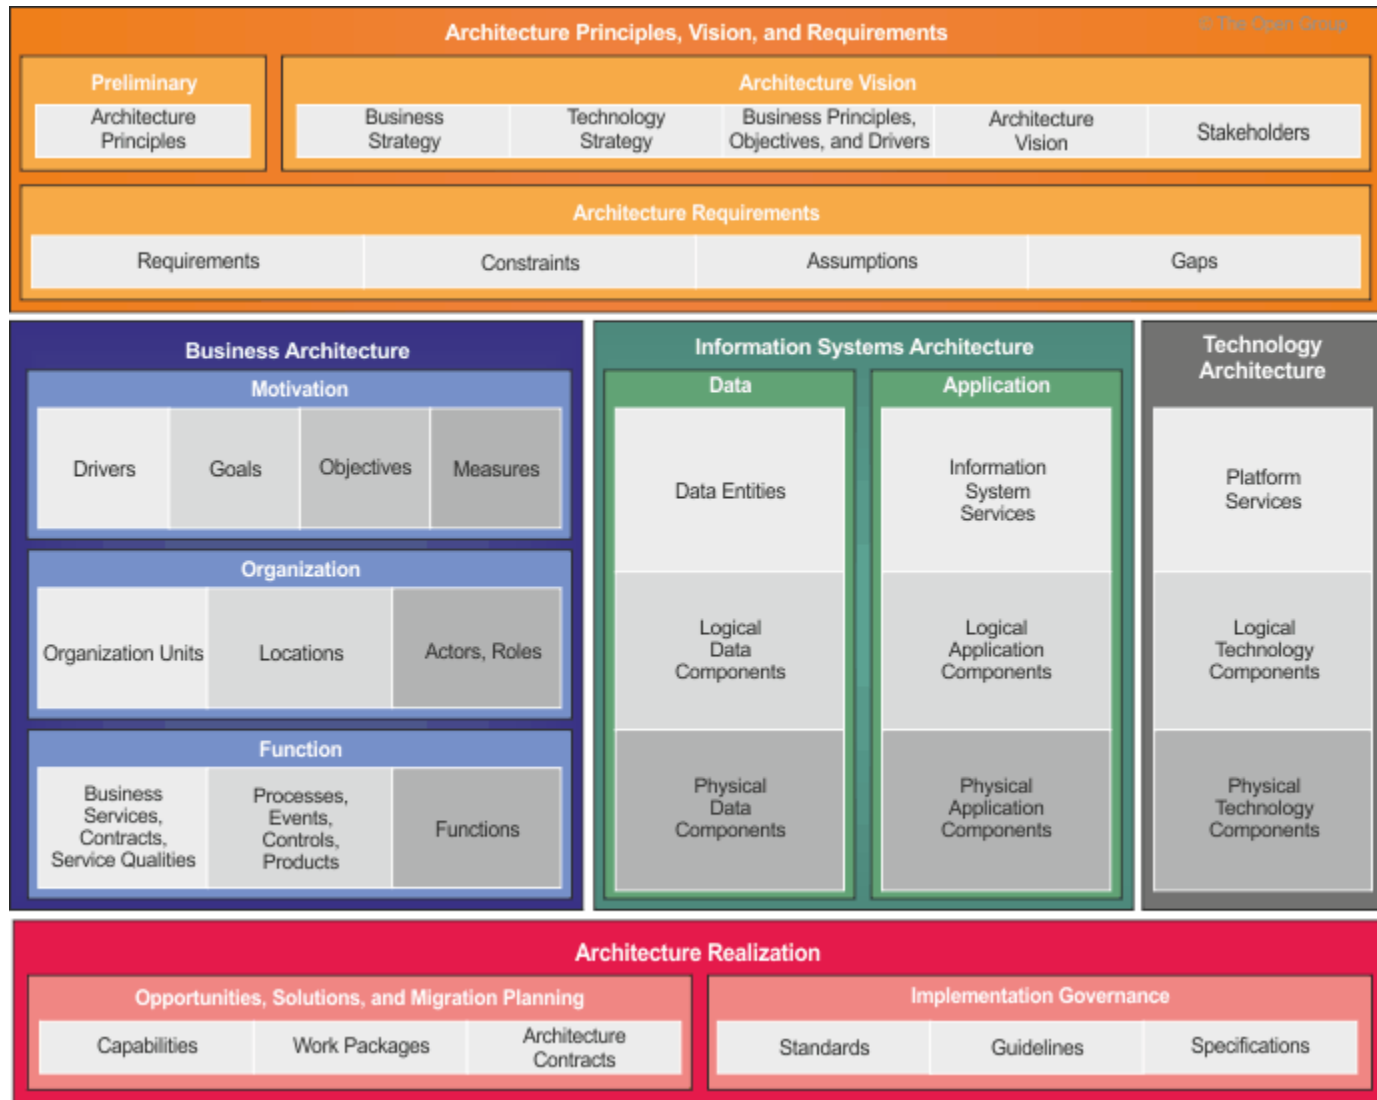 Architecture Principles, Vision, and Requirements
© The Open Group
Preliminary
Architecture
Principles
Architecture Vision
Business
Strategy
Technology
Strategy
Business Principles,
Objectives, and Drivers
Architecture
Vision
Stakeholders
Architecture Requirements
Requirements
Constraints
Assumptions
Gaps
Business Architecture
Motivation
Drivers
Goals
Objectives
Measures
Organization
Organization Units
Locations
Actors, Roles
Function
Business
Services,
Contracts,
Service Qualities
Processes,
Events,
Controls,
Products
Functions
Information Systems Architecture
Data
Data Entities
Logical
Data
Components
Physical
Data
Components
Application
Information
System
Services
Logical
Application
Components
Physical
Application
Components
Technology
Architecture
Platform
Services
Logical
Technology
Components
Physical
Technology
Components
Architecture Realization
Opportunities, Solutions, and Migration Planning
Capabilities
Work Packages
Architecture
Contracts
Implementation Governance
Standards
Guidelines
Specifications